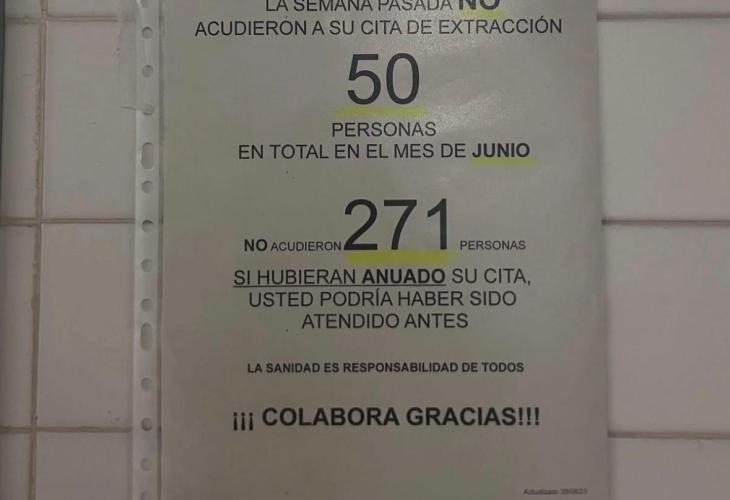 LA SEMANA PASADA NO
ACUDIERON A SU CITA DE EXTRACCIÓN
50
PERSONAS
EN TOTAL EN EL MES DE JUNIO
NO ACUDIERON 271 PERSONAS
SI HUBIERAN ANUADO SU CITA,
USTED PODRÍA HABER SIDO
ATENDIDO ANTES
LA SANIDAD ES RESPONSABILIDAD DE TODOS
¡¡¡ COLABORA GRACIAS!!!
Actualizado